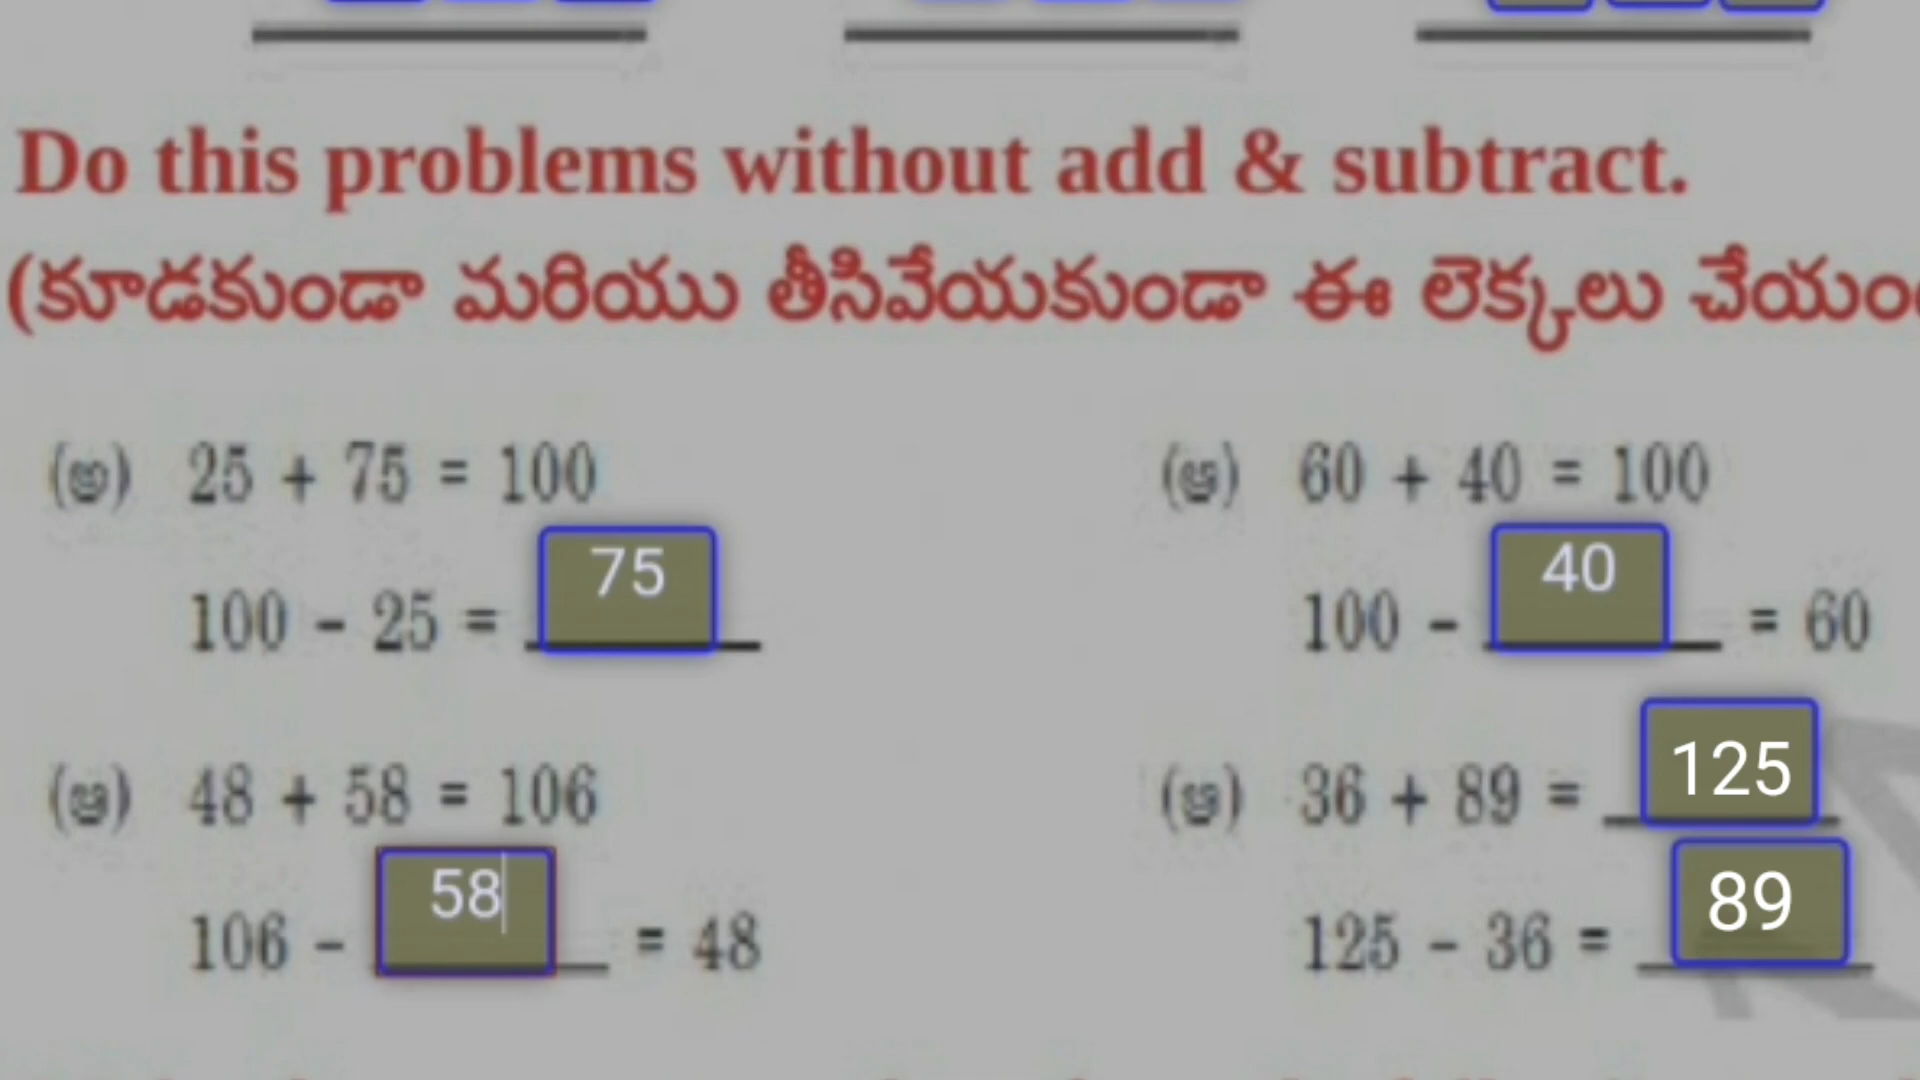 Do this problems without add & subtract.
(కూడకుండా మరియు తీసివేయకుండా ఈ లెక్కలు చేయం
(అ) 25 + 75 = 100
(ఆ) 60 + 40 = 100
100 - 25 = 75
100 - 40 = 60
(ఆ) 48 + 58 = 106
(ఆ) 36 + 89 = 125
106 - 58 = 48
125 - 36 = 89